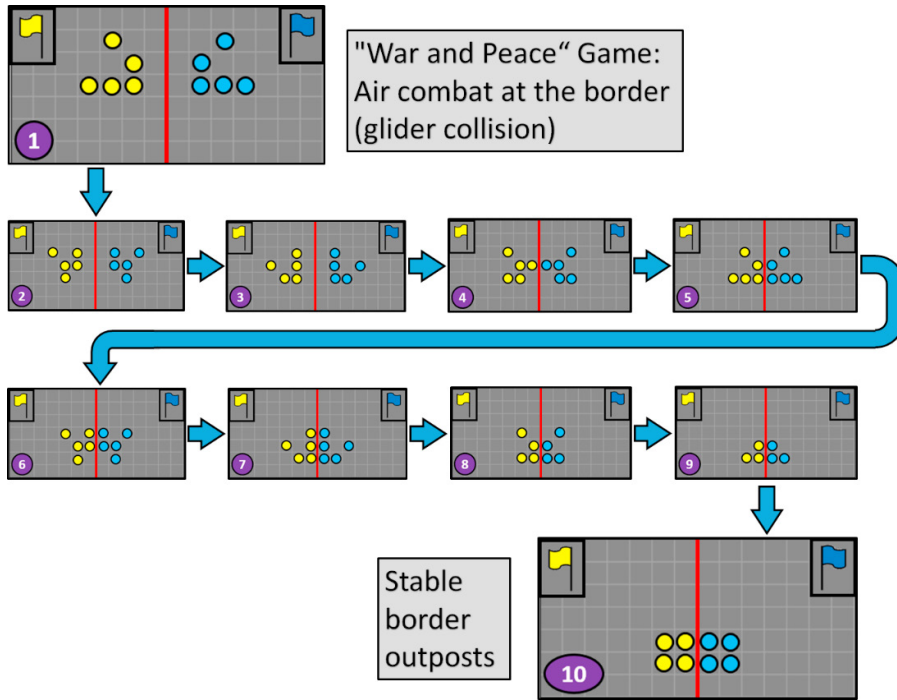 "War and Peace“ Game:
Air combat at the border
(glider collision)
1
2
3
4
5
6
7
8
9
Stable
border
outposts
10